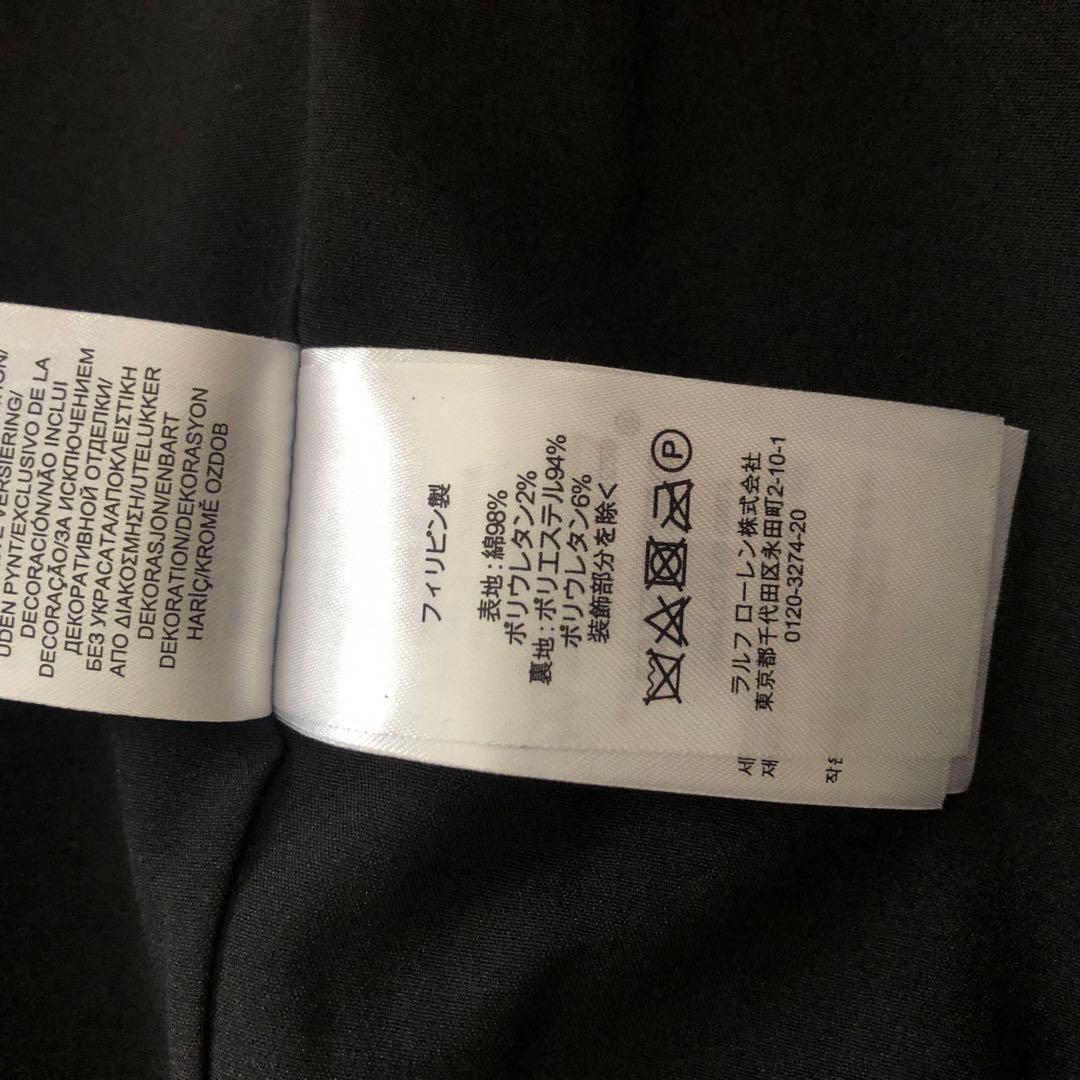 UDEN PYNT/EXCLUSIVO DE LA
DECORACIÓN/NÃO INCLUI
DECORAÇÃO/ЗА ИСКЛЮЧЕНИЕМ
ДЕКОРАТИВНОЙ ОТДЕЛКИ/
БЕЗ УКРАСАТА/ΑΠΟΚΛΕΙΣΤΙΚΗ
ΑΠΟ ΔΙΑΚΟΣΜΗΣΗ/UTELUKKER
DEKORASJON/ENBART
DEKORATION/DEKORASYON
HARİÇ/KROMĚ OZDOB
フィリピン製
表地:綿98%
ポリウレタン2%
裏地:ポリエステル94%
ポリウレタン6%
装飾部分を除く
P
ラルフ ローレン株式会社
東京都千代田区永田町2-10-1
0120-3274-20
세
재